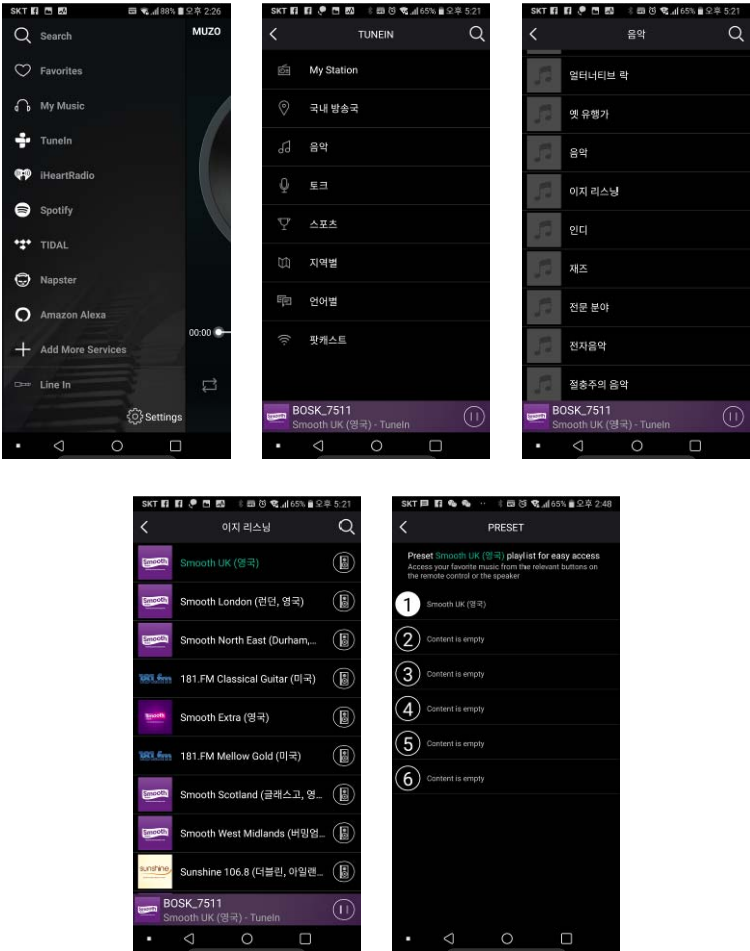 SKT 88% 오후 2:26
MUZO
Search
Favorites
My Music
TuneIn
iHeartRadio
Spotify
TIDAL
Napster
Amazon Alexa
00:00
Add More Services
Line In
Settings
SKT 65% 오후 5:21
TUNEIN
My Station
국내 방송국
음악
토크
스포츠
지역별
언어별
팟캐스트
BOSK_7511
Smooth UK (영국) - TuneIn
SKT 65% 오후 5:21
음악
얼터너티브 락
옛 유행가
음악
이지 리스닝
인디
재즈
전문 분야
전자음악
절충주의 음악
BOSK_7511
Smooth UK (영국) - TuneIn
SKT 65% 오후 5:21
이지 리스닝
Smooth UK (영국)
Smooth London (런던, 영국)
Smooth North East (Durham,...
181.FM Classical Guitar (미국)
Smooth Extra (영국)
181.FM Mellow Gold (미국)
Smooth Scotland (글래스고, 영...
Smooth West Midlands (버밍엄...
Sunshine 106.8 (더블린, 아일랜...
BOSK_7511
Smooth UK (영국) - TuneIn
SKT 65% 오후 2:48
PRESET
Preset Smooth UK (영국) playlist for easy access
Access your favorite music from the relevant buttons on
the remote control or the speaker
1 Smooth UK (영국)
2 Content is empty
3 Content is empty
4 Content is empty
5 Content is empty
6 Content is empty